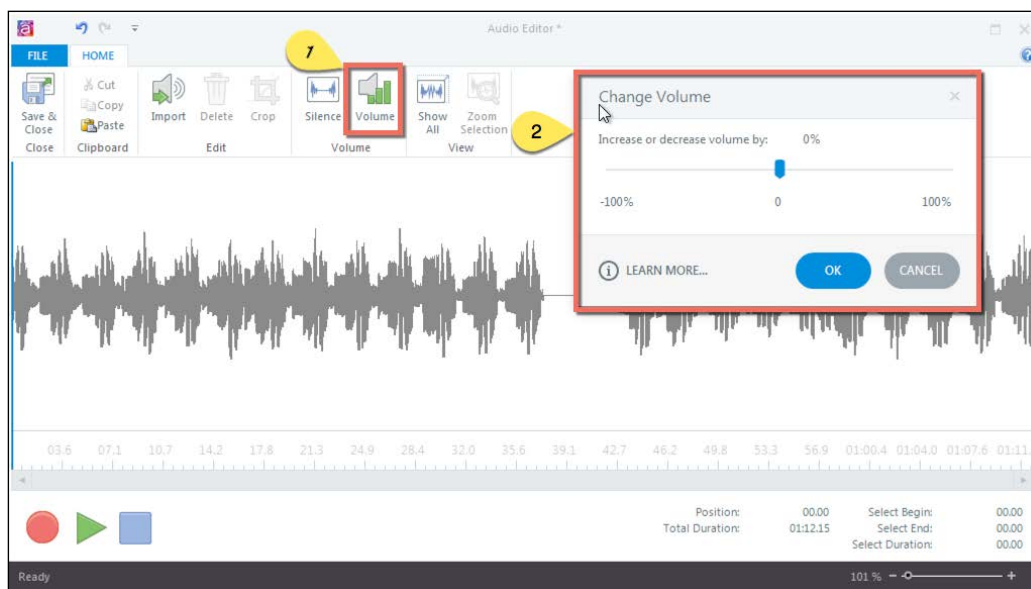 Audio Editor *
FILE HOME
1
Cut
Copy
Paste
Save &
Close
Import Delete Crop
Silence Volume
Show
All
Zoom
Selection
Close Clipboard Edit Volume View
2
Change Volume
Increase or decrease volume by: 0%
-100% 0 100%
LEARN MORE... OK CANCEL
03.6 07.1 10.7 14.2 17.8 21.3 24.9 28.4 32.0 35.6 39.1 42.7 46.2 49.8 53.3 56.9 01:00.4 01:04.0 01:07.6 01:11.
Position: 00.00 Select Begin: 00.00
Total Duration: 01:12.15 Select End: 00.00
Select Duration: 00.00
Ready 101 %